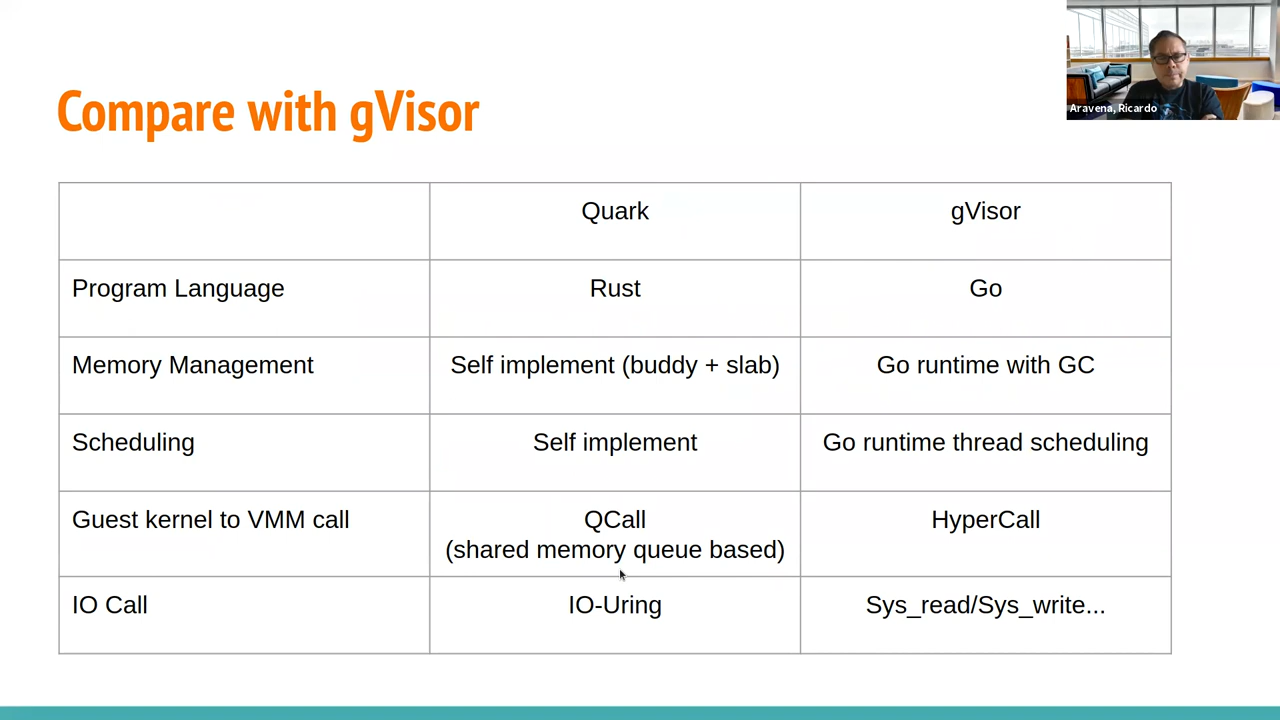 Aravena, Ricardo
Compare with gVisor
Quark
gVisor
Program Language
Rust
Go
Memory Management
Self implement (buddy + slab)
Go runtime with GC
Scheduling
Self implement
Go runtime thread scheduling
Guest kernel to VMM call
QCall
(shared memory queue based)
HyperCall
IO Call
IO-Uring
Sys_read/Sys_write...